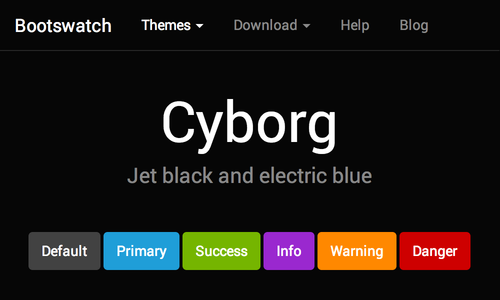 Bootswatch Themes Download Help Blog
Cyborg
Jet black and electric blue
Default Primary Success Info Warning Danger